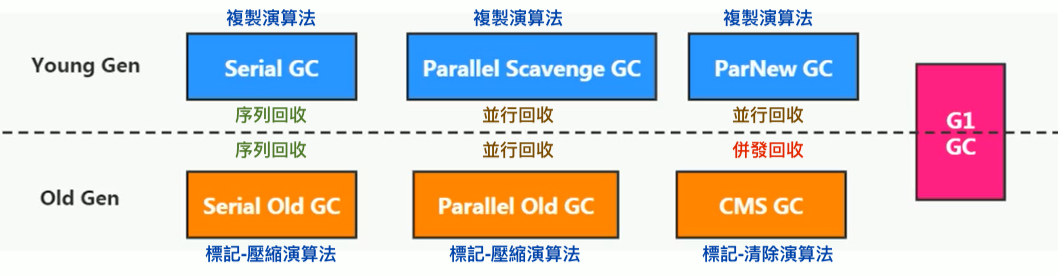 複製演算法 複製演算法 複製演算法
Young Gen Serial GC Parallel Scavenge GC ParNew GC
序列回收 並行回收 並行回收
G1
GC
序列回收 並行回收 併發回收
Old Gen Serial Old GC Parallel Old GC CMS GC
標記-壓縮演算法 標記-壓縮演算法 標記-清除演算法